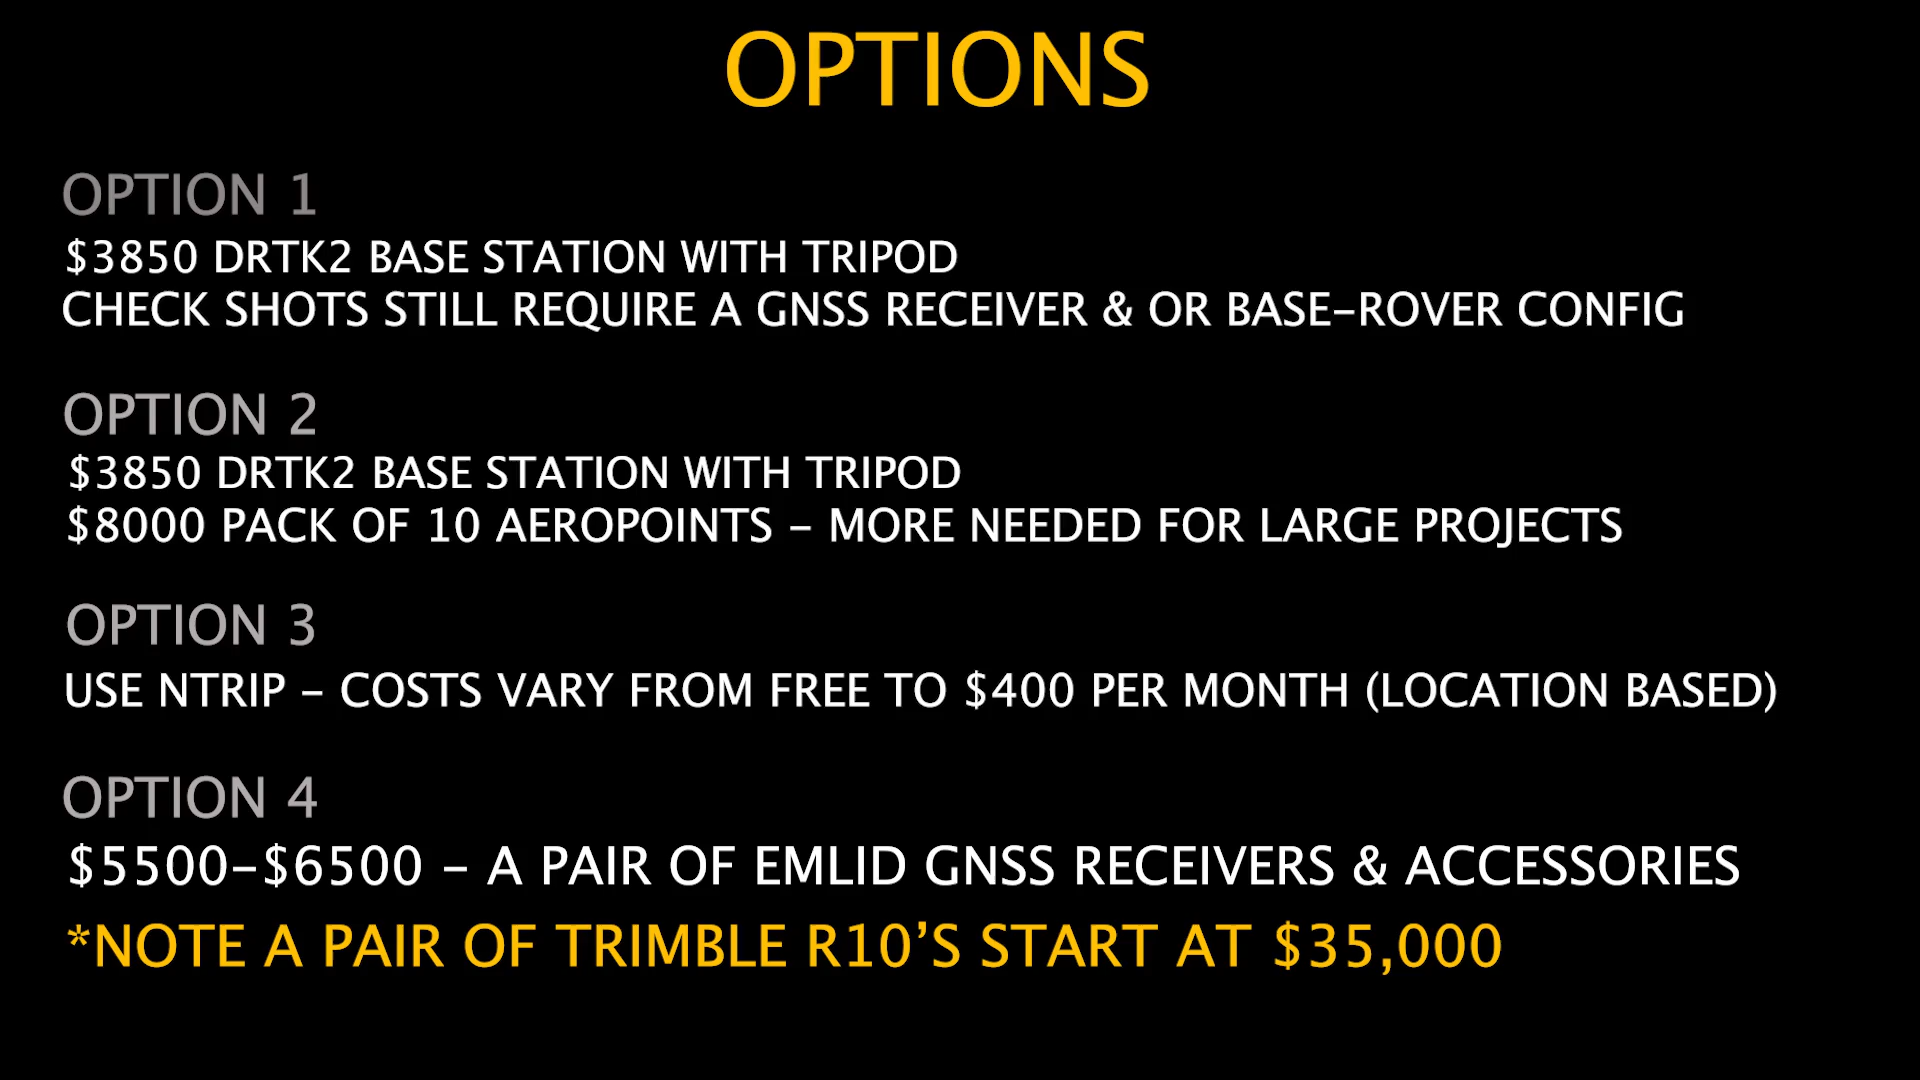 OPTIONS
OPTION 1
$3850 DRTK2 BASE STATION WITH TRIPOD
CHECK SHOTS STILL REQUIRE A GNSS RECEIVER & OR BASE-ROVER CONFIG
OPTION 2
$3850 DRTK2 BASE STATION WITH TRIPOD
$8000 PACK OF 10 AEROPOINTS - MORE NEEDED FOR LARGE PROJECTS
OPTION 3
USE NTRIP - COSTS VARY FROM FREE TO $400 PER MONTH (LOCATION BASED)
OPTION 4
$5500-$6500 - A PAIR OF EMLID GNSS RECEIVERS & ACCESSORIES
*NOTE A PAIR OF TRIMBLE R10’S START AT $35,000